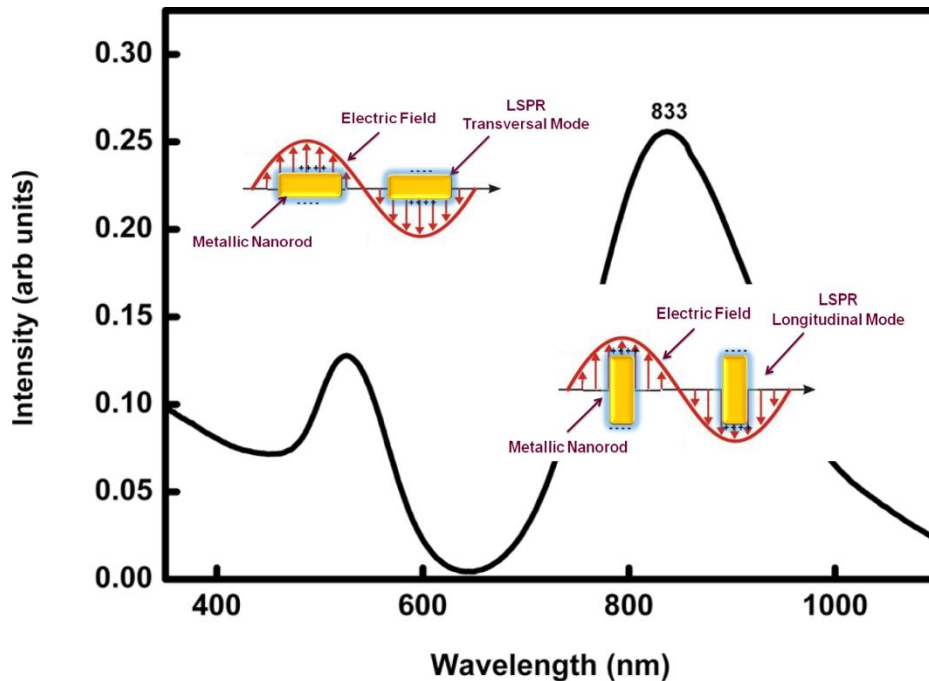 0.30
0.25
0.20
0.15
0.10
0.05
0.00
Intensity (arb units)
Electric Field
LSPR
Transversal Mode
++++
----
----
++++
Metallic Nanorod
833
Electric Field
LSPR
Longitudinal Mode
++++
----
----
++++
Metallic Nanorod
400
600
800
1000
Wavelength (nm)